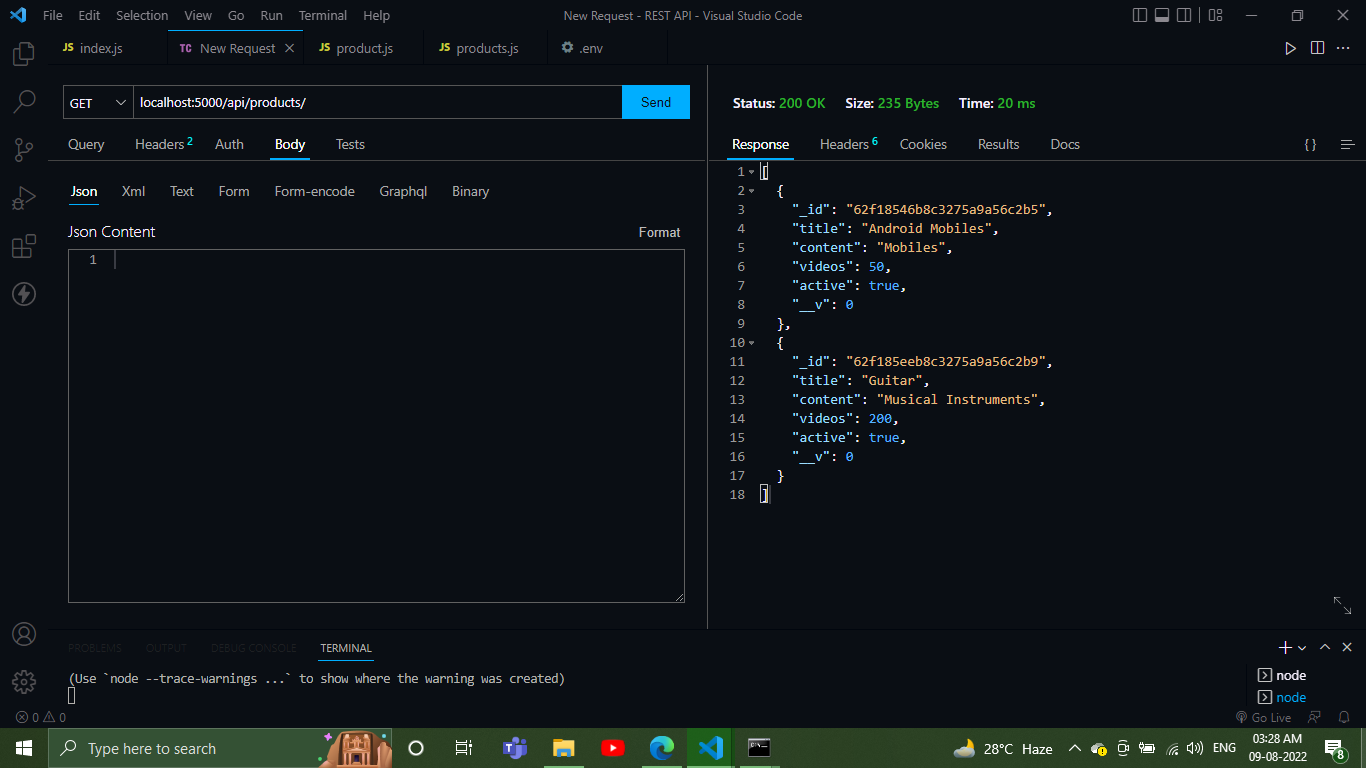 File Edit Selection View Go Run Terminal Help New Request - REST API - Visual Studio Code
JS index.js TC New Request JS product.js JS products.js .env
GET localhost:5000/api/products/ Send
Query Headers 2 Auth Body Tests
Json Xml Text Form Form-encode Graphql Binary
Json Content Format
1
Status: 200 OK Size: 235 Bytes Time: 20 ms
Response Headers 6 Cookies Results Docs {}
1 [
2 {
3 "_id": "62f18546b8c3275a9a56c2b5",
4 "title": "Android Mobiles",
5 "content": "Mobiles",
6 "videos": 50,
7 "active": true,
8 "__v": 0
9 },
10 {
11 "_id": "62f185eeb8c3275a9a56c2b9",
12 "title": "Guitar",
13 "content": "Musical Instruments",
14 "videos": 200,
15 "active": true,
16 "__v": 0
17 }
18 ]
PROBLEMS OUTPUT DEBUG CONSOLE TERMINAL
(Use `node --trace-warnings ...` to show where the warning was created)
node
node
0 0 Go Live
Type here to search 28°C Haze ENG 03:28 AM
09-08-2022
8